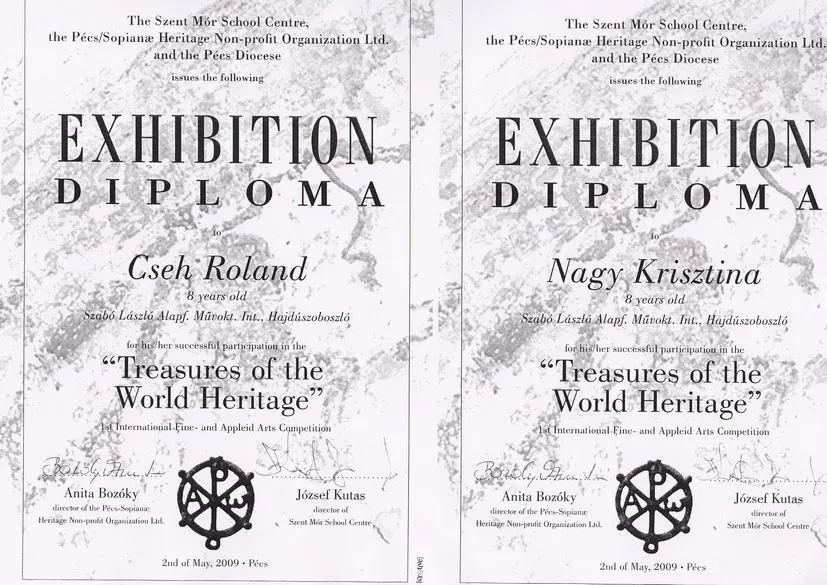 The Szent Mór School Centre,
the Pécs/Sopianæ Heritage Non-profit Organization Ltd.
and the Pécs Diocese
issues the following
EXHIBITION
DIPLOMA
to
Cseh Roland
8 years old
Szabó László Alapf. Művokt. Int., Hajdúszoboszló
for his/her successful participation in the
“Treasures of the
World Heritage”
1st International Fine- and Appleid Arts Competition
Anita Bozóky
director of the Pécs-Sopianæ
Heritage Non-profit Organization Ltd.
A P ω
József Kutas
director of
Szent Mór School Centre
2nd of May, 2009 • Pécs
The Szent Mór School Centre,
the Pécs/Sopianæ Heritage Non-profit Organization Ltd.
and the Pécs Diocese
issues the following
EXHIBITION
DIPLOMA
to
Nagy Krisztina
8 years old
Szabó László Alapf. Művokt. Int., Hajdúszoboszló
for his/her successful participation in the
“Treasures of the
World Heritage”
1st International Fine- and Appleid Arts Competition
Anita Bozóky
director of the Pécs-Sopianæ
Heritage Non-profit Organization Ltd.
A P ω
József Kutas
director of
Szent Mór School Centre
2nd of May, 2009 • Pécs